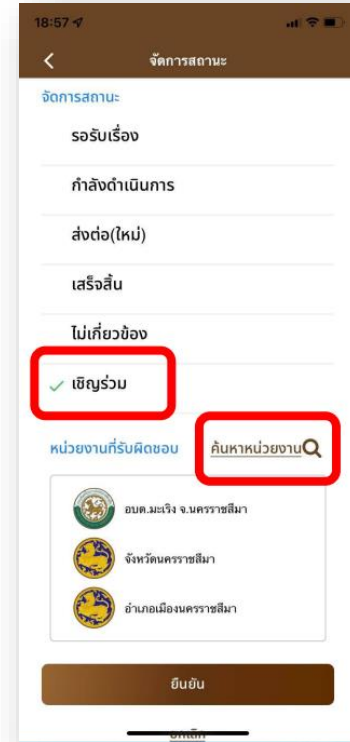 18:57
จัดการสถานะ
จัดการสถานะ
รอรับเรื่อง
กำลังดำเนินการ
ส่งต่อ(ใหม่)
เสร็จสิ้น
ไม่เกี่ยวข้อง
เชิญร่วม
หน่วยงานที่รับผิดชอบ ค้นหาหน่วยงาน
อบต.มะเริง จ.นครราชสีมา
จังหวัดนครราชสีมา
อำเภอเมืองนครราชสีมา
ยืนยัน